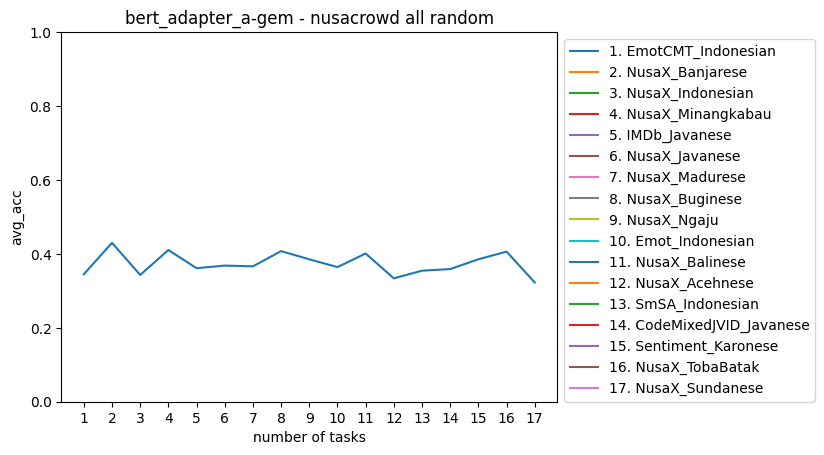 bert_adapter_a-gem - nusacrowd all random
1.0
0.8
0.6
0.4
0.2
0.0
avg_acc
1 2 3 4 5 6 7 8 9 10 11 12 13 14 15 16 17
number of tasks
1. EmotCMT_Indonesian
2. NusaX_Banjarese
3. NusaX_Indonesian
4. NusaX_Minangkabau
5. IMDb_Javanese
6. NusaX_Javanese
7. NusaX_Madurese
8. NusaX_Buginese
9. NusaX_Ngaju
10. Emot_Indonesian
11. NusaX_Balinese
12. NusaX_Acehnese
13. SmSA_Indonesian
14. CodeMixedJVID_Javanese
15. Sentiment_Karonese
16. NusaX_TobaBatak
17. NusaX_Sundanese